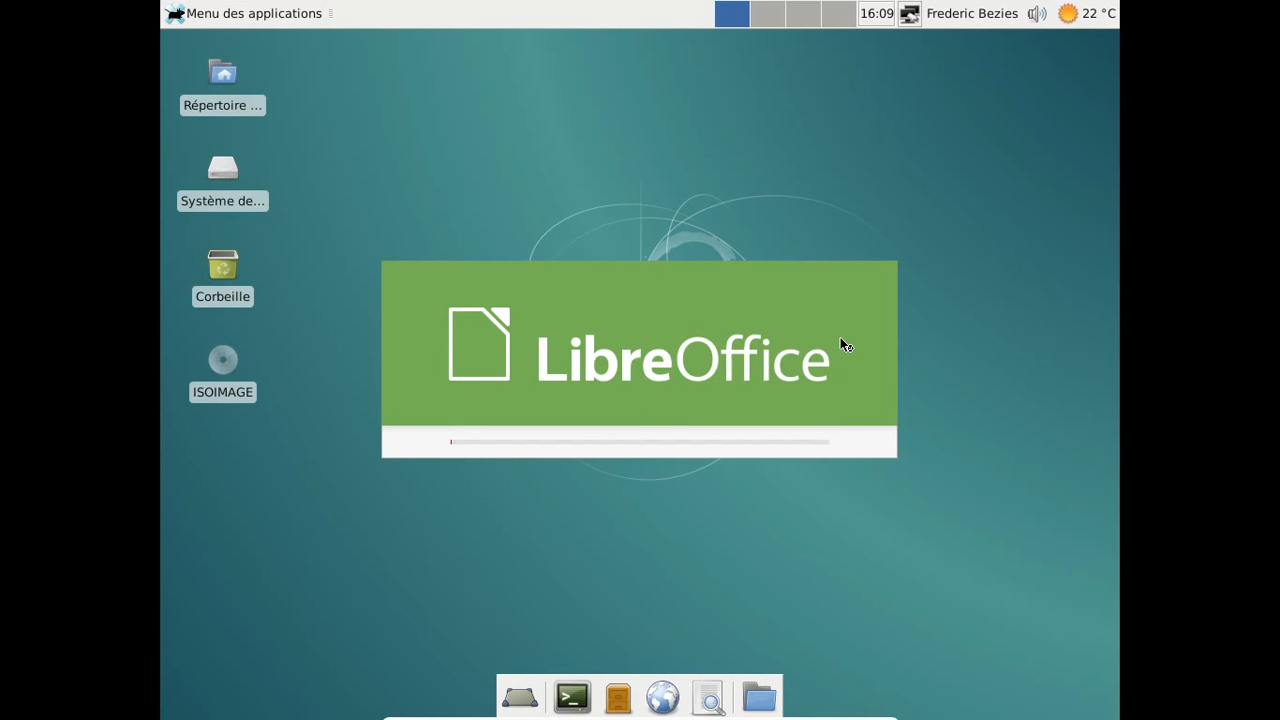 Menu des applications
16:09
Frederic Bezies
22 °C
Répertoire ...
Système de...
Corbeille
ISOIMAGE
LibreOffice